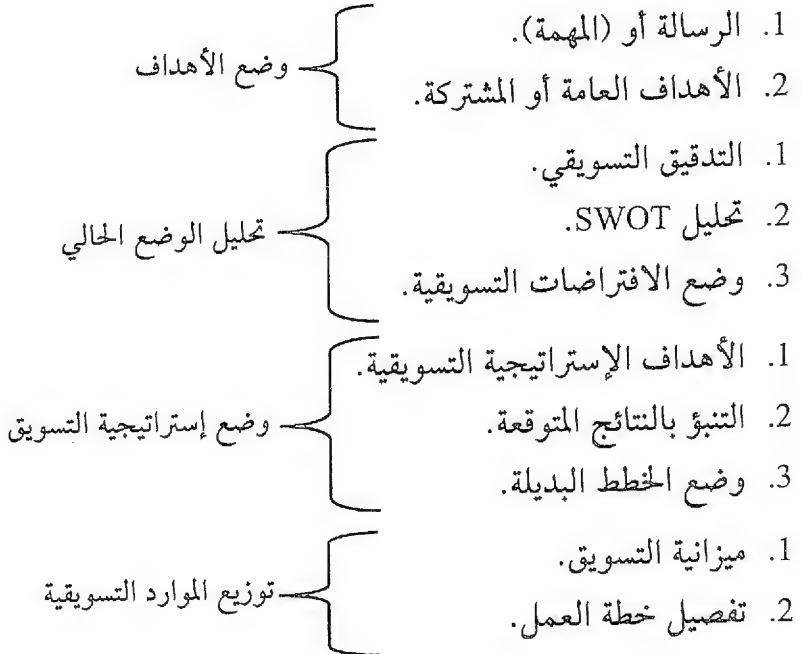 1. الرسالة أو (المهمة).
2. الأهداف العامة أو المشتركة.
وضع الأهداف
1. التدقيق التسويقي.
2. تحليل SWOT.
3. وضع الافتراضات التسويقية.
تحليل الوضع الحالي
1. الأهداف الإستراتيجية التسويقية.
2. التنبؤ بالنتائج المتوقعة.
3. وضع الخطط البديلة.
وضع إستراتيجية التسويق
1. ميزانية التسويق.
2. تفصيل خطة العمل.
توزيع الموارد التسويقية